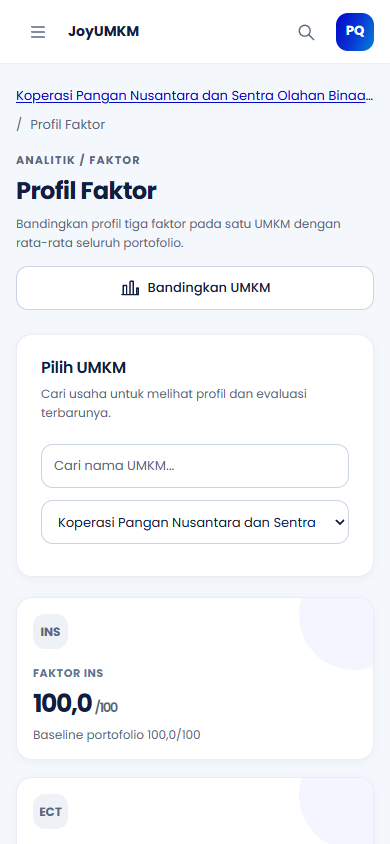 JoyUMKM
PQ
Koperasi Pangan Nusantara dan Sentra Olahan Binaa...
/ Profil Faktor
ANALITIK / FAKTOR
Profil Faktor
Bandingkan profil tiga faktor pada satu UMKM dengan
rata-rata seluruh portofolio.
Bandingkan UMKM
Pilih UMKM
Cari usaha untuk melihat profil dan evaluasi
terbarunya.
Cari nama UMKM...
Koperasi Pangan Nusantara dan Sentra
INS
FAKTOR INS
100,0 /100
Baseline portofolio 100,0/100
ECT